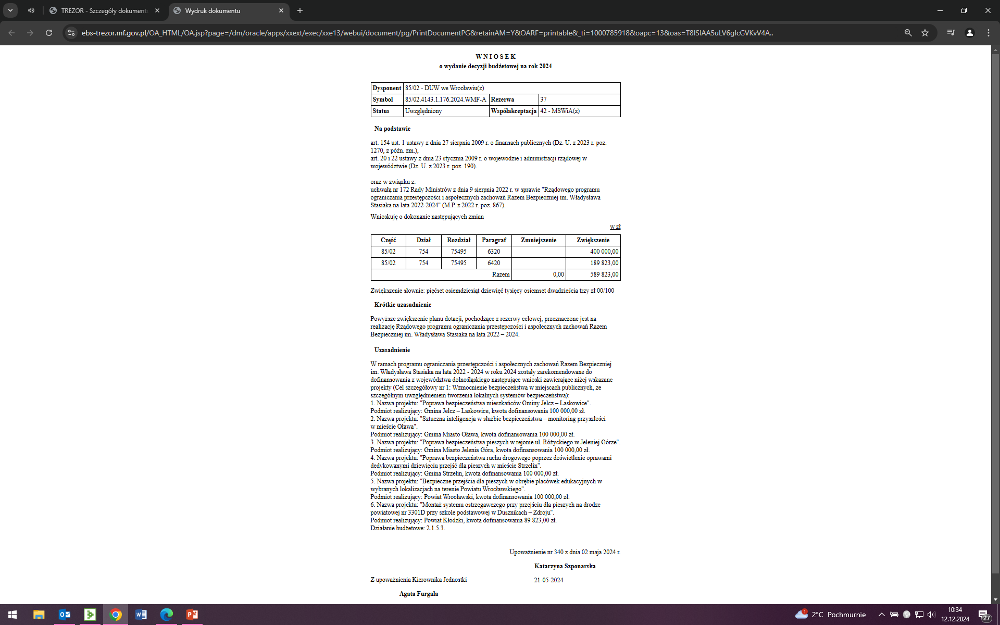 TREZOR - Szczegóły dokumentu
Wydruk dokumentu
ebs-trezor.mf.gov.pl/OA_HTML/OA.jsp?page=/dm/oracle/apps/xxext/exec/xxe13/webui/document/pg/PrintDocumentPG&retainAM=Y&OARF=printable&_ti=1000785918&oapc=13&oas=T8ISIAA5uLV6glcGVKvV4A..
W N I O S E K
o wydanie decyzji budżetowej na rok 2024
Dysponent 85/02 - DUW we Wrocławiu(z)
Symbol 85/02.4143.1.176.2024.WMF-A Rezerwa 37
Status Uwzględniony Współakceptacja 42 - MSWiA(z)
Na podstawie
art. 154 ust. 1 ustawy z dnia 27 sierpnia 2009 r. o finansach publicznych (Dz. U. z 2023 r. poz.
1270, z późn. zm.),
art. 20 i 22 ustawy z dnia 23 stycznia 2009 r. o wojewodzie i administracji rządowej w
województwie (Dz. U. z 2023 r. poz. 190).
oraz w związku z:
uchwałą nr 172 Rady Ministrów z dnia 9 sierpnia 2022 r. w sprawie "Rządowego programu
ograniczania przestępczości i aspołecznych zachowań Razem Bezpieczniej im. Władysława
Stasiaka na lata 2022-2024" (M.P. z 2022 r. poz. 867).
Wnioskuję o dokonanie następujących zmian
w zł
Część Dział Rozdział Paragraf Zmniejszenie Zwiększenie
85/02 754 75495 6320 400 000,00
85/02 754 75495 6420 189 823,00
Razem 0,00 589 823,00
Zwiększenie słownie: pięćset osiemdziesiąt dziewięć tysięcy osiemset dwadzieścia trzy zł 00/100
Krótkie uzasadnienie
Powyższe zwiększenie planu dotacji, pochodzące z rezerwy celowej, przeznaczone jest na
realizację Rządowego programu ograniczania przestępczości i aspołecznych zachowań Razem
Bezpieczniej im. Władysława Stasiaka na lata 2022 – 2024.
Uzasadnienie
W ramach programu ograniczania przestępczości i aspołecznych zachowań Razem Bezpieczniej
im. Władysława Stasiaka na lata 2022 - 2024 w roku 2024 zostały zarekomendowane do
dofinansowania z województwa dolnośląskiego następujące wnioski zawierające niżej wskazane
projekty (Cel szczegółowy nr 1: Wzmocnienie bezpieczeństwa w miejscach publicznych, ze
szczególnym uwzględnieniem tworzenia lokalnych systemów bezpieczeństwa):
1. Nazwa projektu: "Poprawa bezpieczeństwa mieszkańców Gminy Jelcz – Laskowice".
Podmiot realizujący: Gmina Jelcz – Laskowice, kwota dofinansowania 100 000,00 zł.
2. Nazwa projektu: "Sztuczna inteligencja w służbie bezpieczeństwa – monitoring przyszłości
w mieście Oława".
Podmiot realizujący: Gmina Miasto Oława, kwota dofinansowania 100 000,00 zł.
3. Nazwa projektu: "Poprawa bezpieczeństwa pieszych w rejonie ul. Różyckiego w Jeleniej Górze".
Podmiot realizujący: Gmina Miasto Jelenia Góra, kwota dofinansowania 100 000,00 zł.
4. Nazwa projektu: "Poprawa bezpieczeństwa ruchu drogowego poprzez doświetlenie oprawami
dedykowanymi dziewięciu przejść dla pieszych w mieście Strzelin".
Podmiot realizujący: Gmina Strzelin, kwota dofinansowania 100 000,00 zł.
5. Nazwa projektu: "Bezpieczne przejścia dla pieszych w obrębie placówek edukacyjnych w
wybranych lokalizacjach na terenie Powiatu Wrocławskiego".
Podmiot realizujący: Powiat Wrocławski, kwota dofinansowania 100 000,00 zł.
6. Nazwa projektu: "Montaż systemu ostrzegawczego przy przejściu dla pieszych na drodze
powiatowej nr 3301D przy szkole podstawowej w Dusznikach – Zdroju".
Podmiot realizujący: Powiat Kłodzki, kwota dofinansowania 89 823,00 zł.
Działanie budżetowe: 2.1.5.3.
Upoważnienie nr 340 z dnia 02 maja 2024 r.
Katarzyna Szponarska
Z upoważnienia Kierownika Jednostki 21-05-2024
Agata Furgała
1 2°C Pochmurnie 10:34
12.12.2024 27